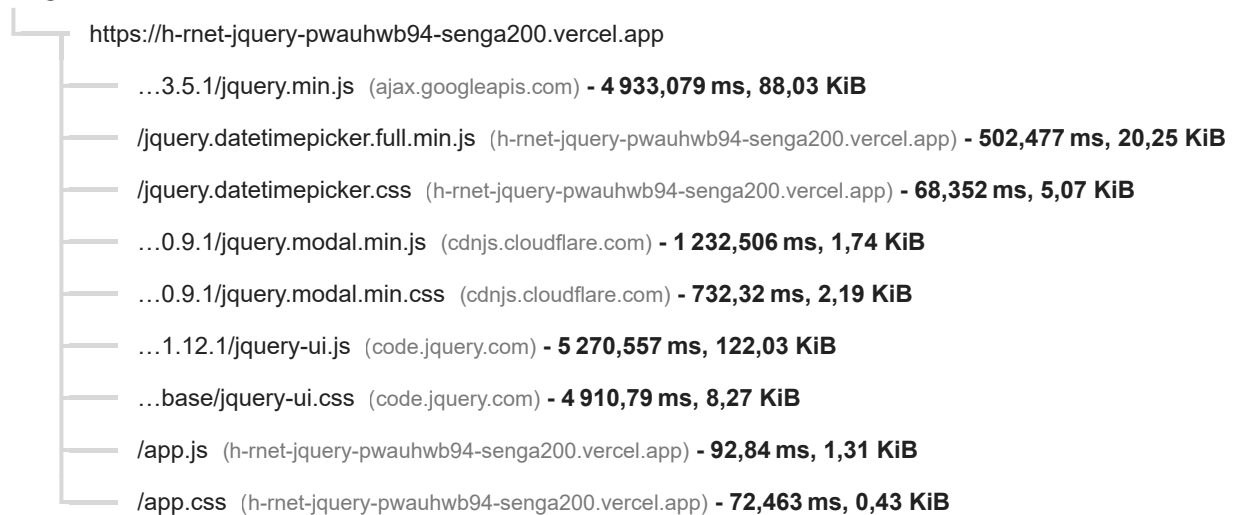 https://h-rnet-jquery-pwauhwb94-senga200.vercel.app
…3.5.1/jquery.min.js (ajax.googleapis.com) - 4 933,079 ms, 88,03 KiB
/jquery.datetimepicker.full.min.js (h-rnet-jquery-pwauhwb94-senga200.vercel.app) - 502,477 ms, 20,25 KiB
/jquery.datetimepicker.css (h-rnet-jquery-pwauhwb94-senga200.vercel.app) - 68,352 ms, 5,07 KiB
…0.9.1/jquery.modal.min.js (cdnjs.cloudflare.com) - 1 232,506 ms, 1,74 KiB
…0.9.1/jquery.modal.min.css (cdnjs.cloudflare.com) - 732,32 ms, 2,19 KiB
…1.12.1/jquery-ui.js (code.jquery.com) - 5 270,557 ms, 122,03 KiB
…base/jquery-ui.css (code.jquery.com) - 4 910,79 ms, 8,27 KiB
/app.js (h-rnet-jquery-pwauhwb94-senga200.vercel.app) - 92,84 ms, 1,31 KiB
/app.css (h-rnet-jquery-pwauhwb94-senga200.vercel.app) - 72,463 ms, 0,43 KiB